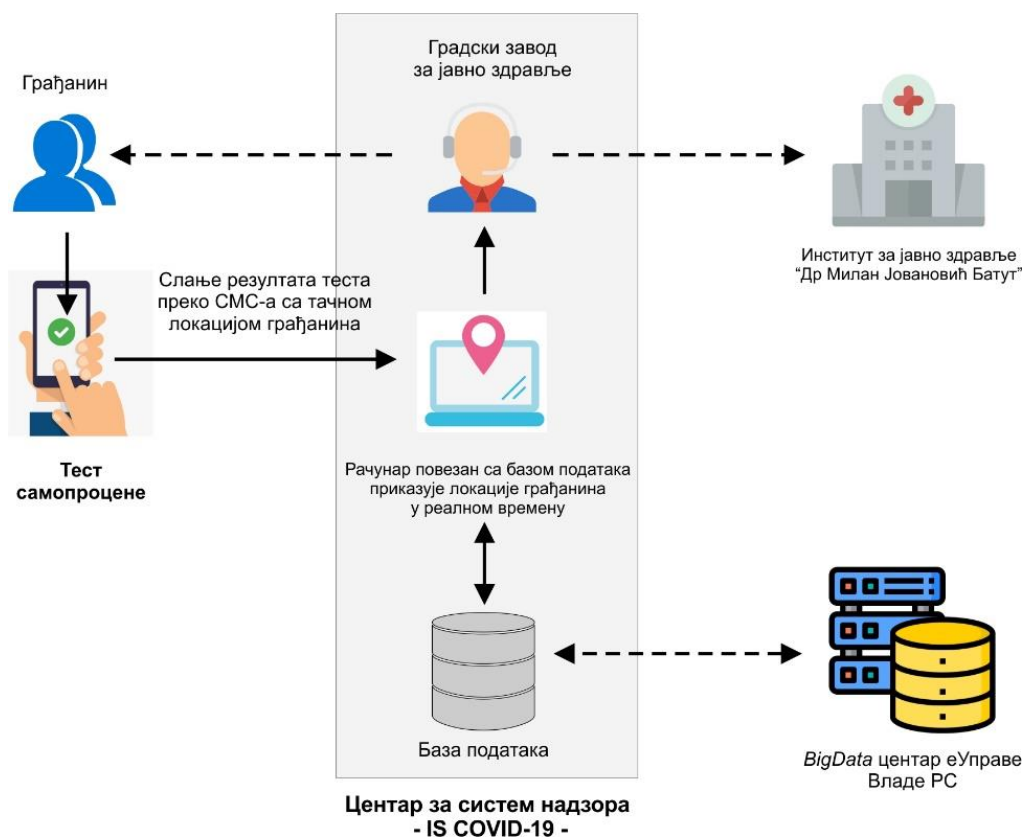 Градски завод
за јавно здравље
Грађанин
Институт за јавно здравље
“Др Милан Јовановић Батут”
Слање резултата теста
преко СМС-а са тачном
локацијом грађанина
Тест
самопроцене
Рачунар повезан са базом података
приказује локације грађанина
у реалном времену
База података
BigData центар еУправе
Владе РС
Центар за систем надзора
- IS COVID-19 -